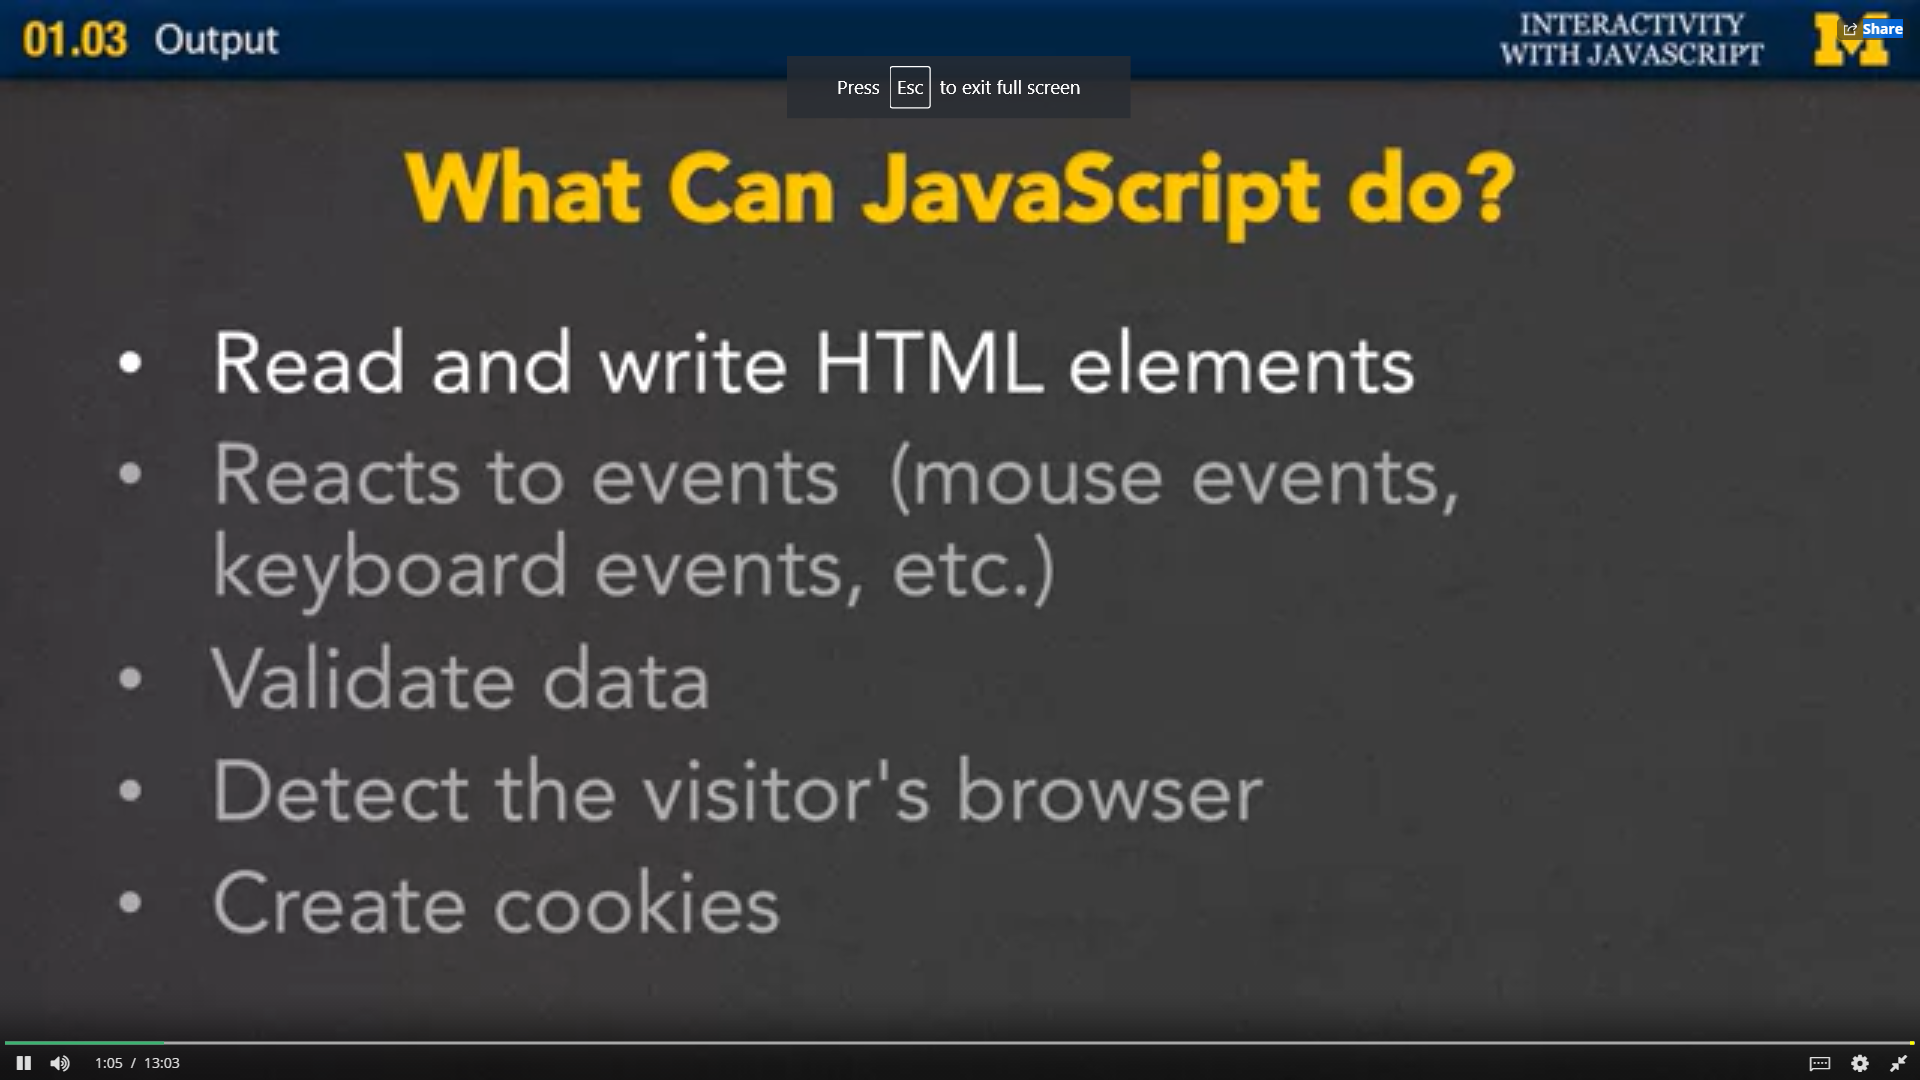 01.03 Output
INTERACTIVITY
WITH JAVASCRIPT
M
Share
Press Esc to exit full screen
What Can JavaScript do?
• Read and write HTML elements
• Reacts to events (mouse events,
keyboard events, etc.)
• Validate data
• Detect the visitor's browser
• Create cookies
1:05 / 13:03